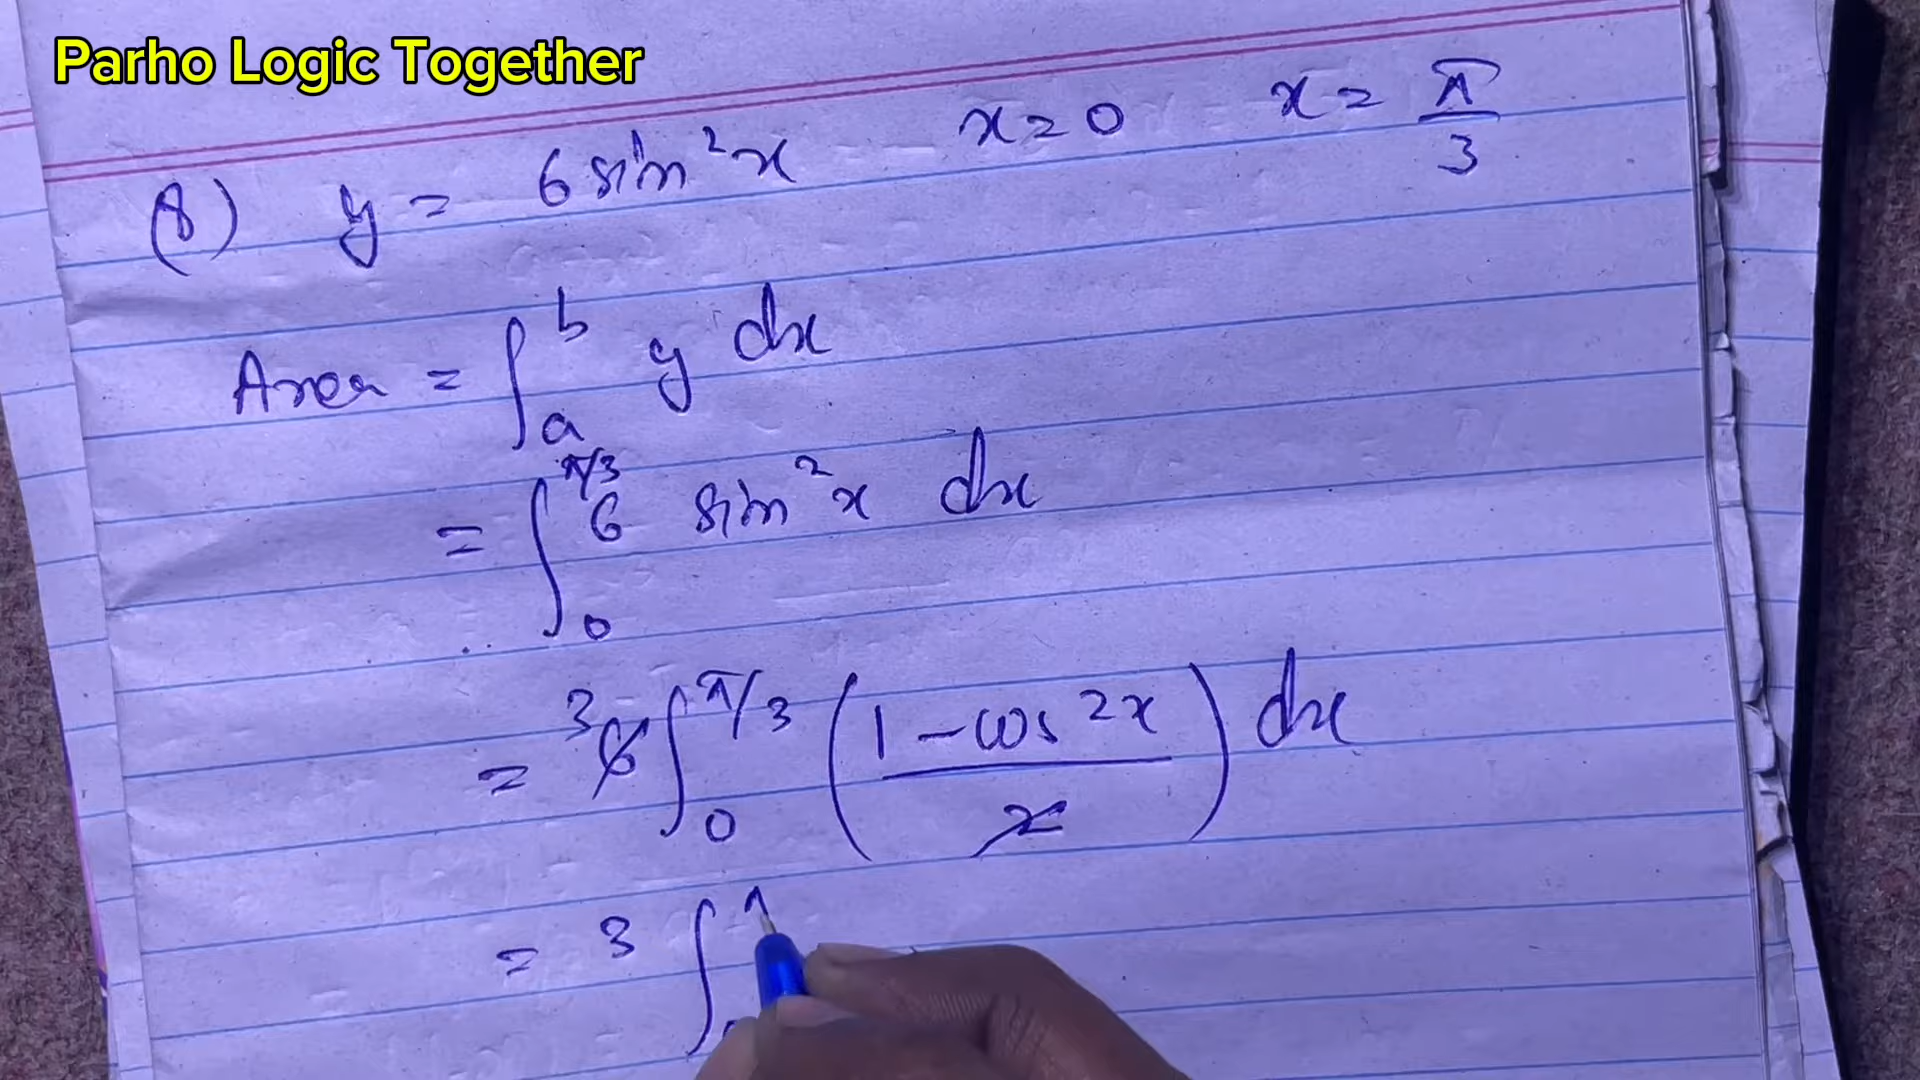 Parho Logic Together
(8) y = 6 sin²x x = 0 x = π/3
Area = ∫ₐᵇ y dx
= ∫₀^(π/3) 6 sin²x dx
= 3 6 ∫₀^(π/3) ( (1 - cos 2x) / 2 ) dx
= 3 ∫